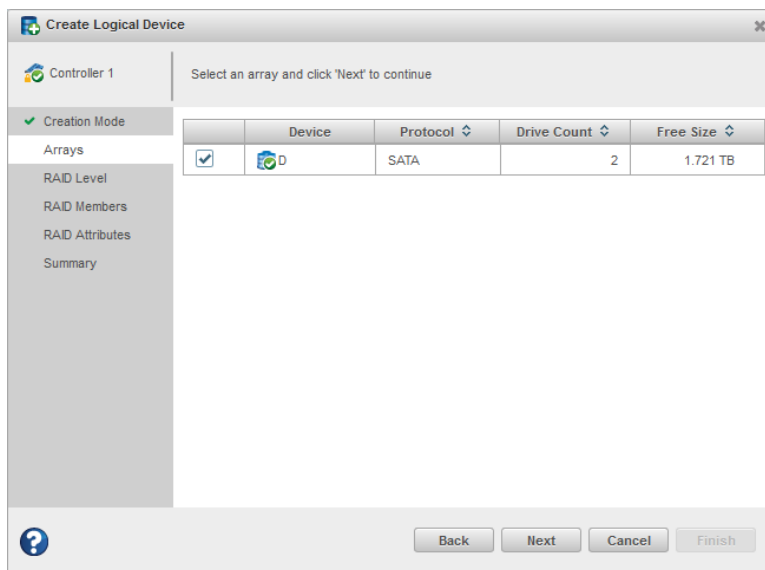 Create Logical Device
Controller 1
Select an array and click 'Next' to continue
Creation Mode
Arrays
RAID Level
RAID Members
RAID Attributes
Summary
Device Protocol Drive Count Free Size
D SATA 2 1.721 TB
Back Next Cancel Finish